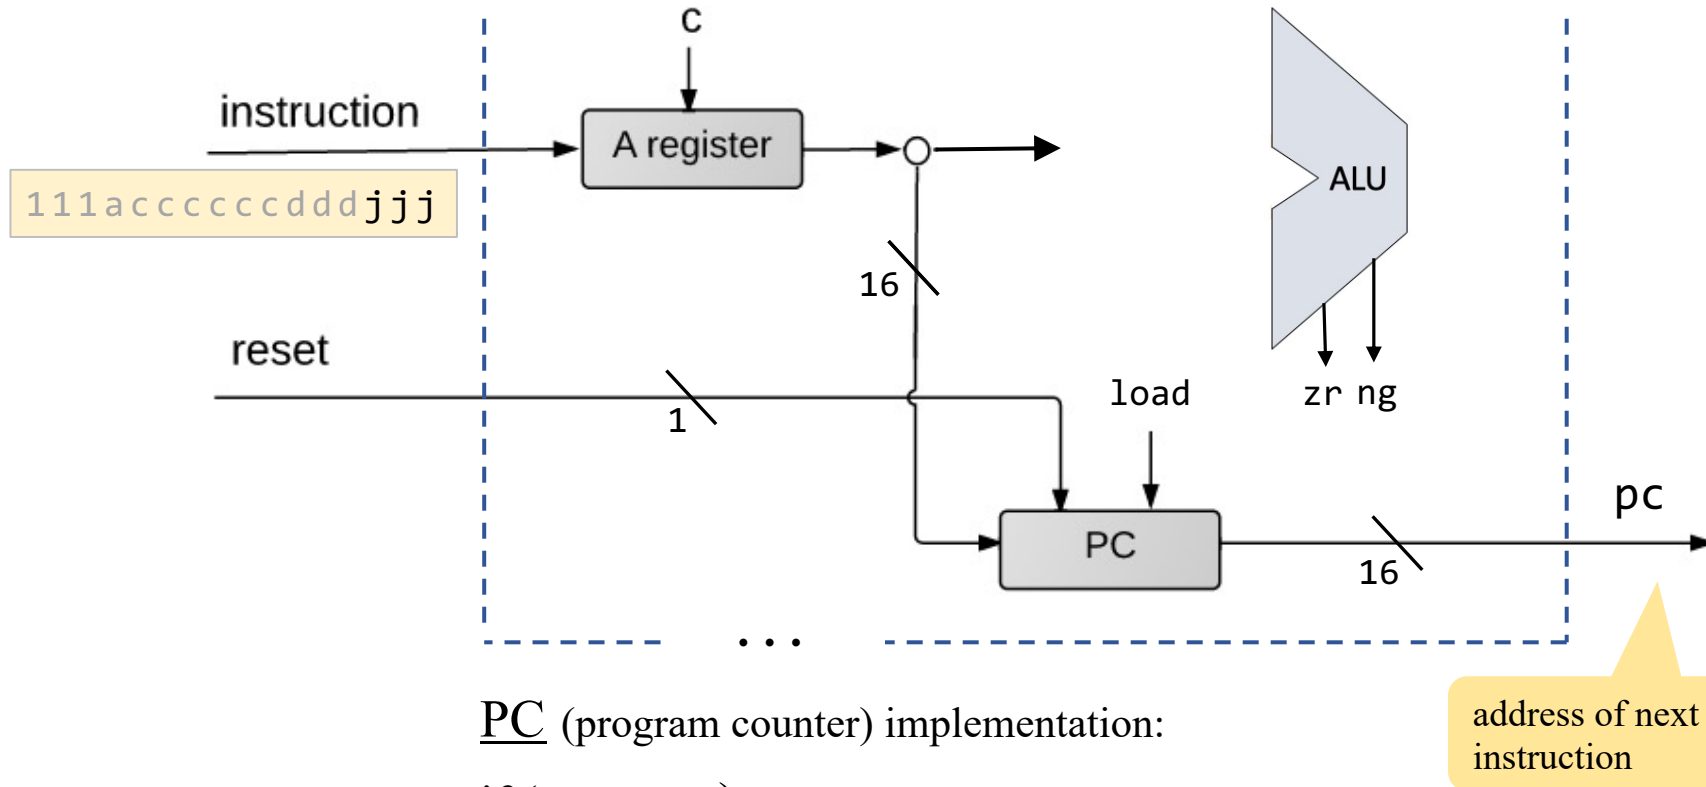 c
instruction
A register
111accccccdddjjj
ALU
16
reset
1
load
zr ng
pc
PC
16
...
PC (program counter) implementation:
address of next
instruction